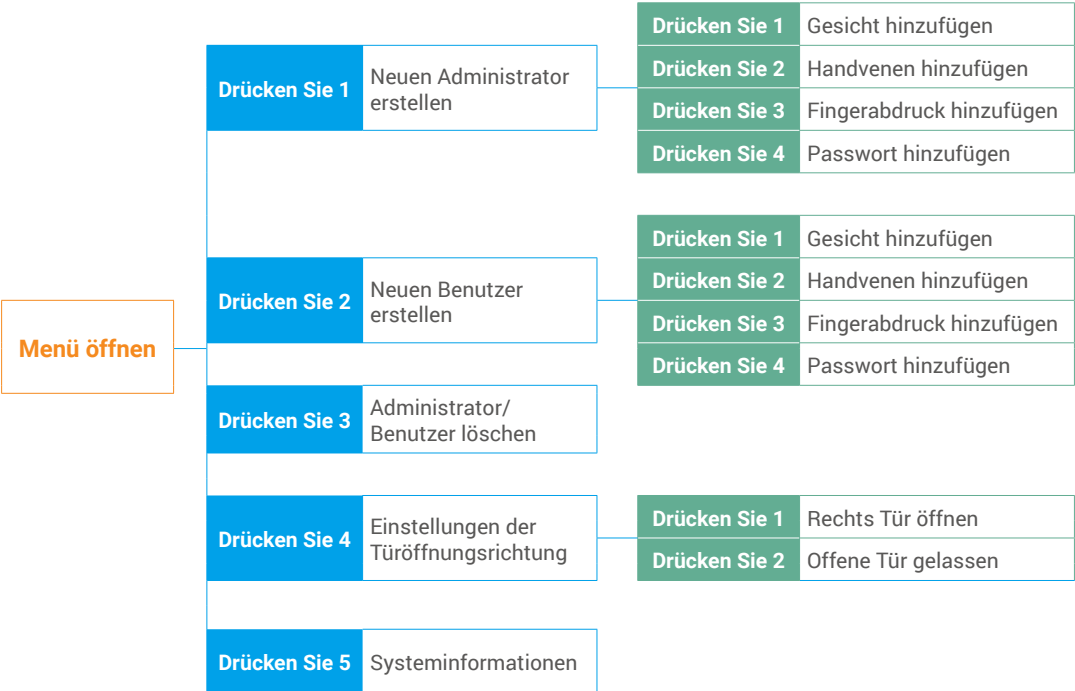 Menü öffnen
Drücken Sie 1
Neuen Administrator
erstellen
Drücken Sie 1 Gesicht hinzufügen
Drücken Sie 2 Handvenen hinzufügen
Drücken Sie 3 Fingerabdruck hinzufügen
Drücken Sie 4 Passwort hinzufügen
Drücken Sie 2
Neuen Benutzer
erstellen
Drücken Sie 1 Gesicht hinzufügen
Drücken Sie 2 Handvenen hinzufügen
Drücken Sie 3 Fingerabdruck hinzufügen
Drücken Sie 4 Passwort hinzufügen
Drücken Sie 3
Administrator/
Benutzer löschen
Drücken Sie 4
Einstellungen der
Türöffnungsrichtung
Drücken Sie 1 Rechts Tür öffnen
Drücken Sie 2 Offene Tür gelassen
Drücken Sie 5 Systeminformationen